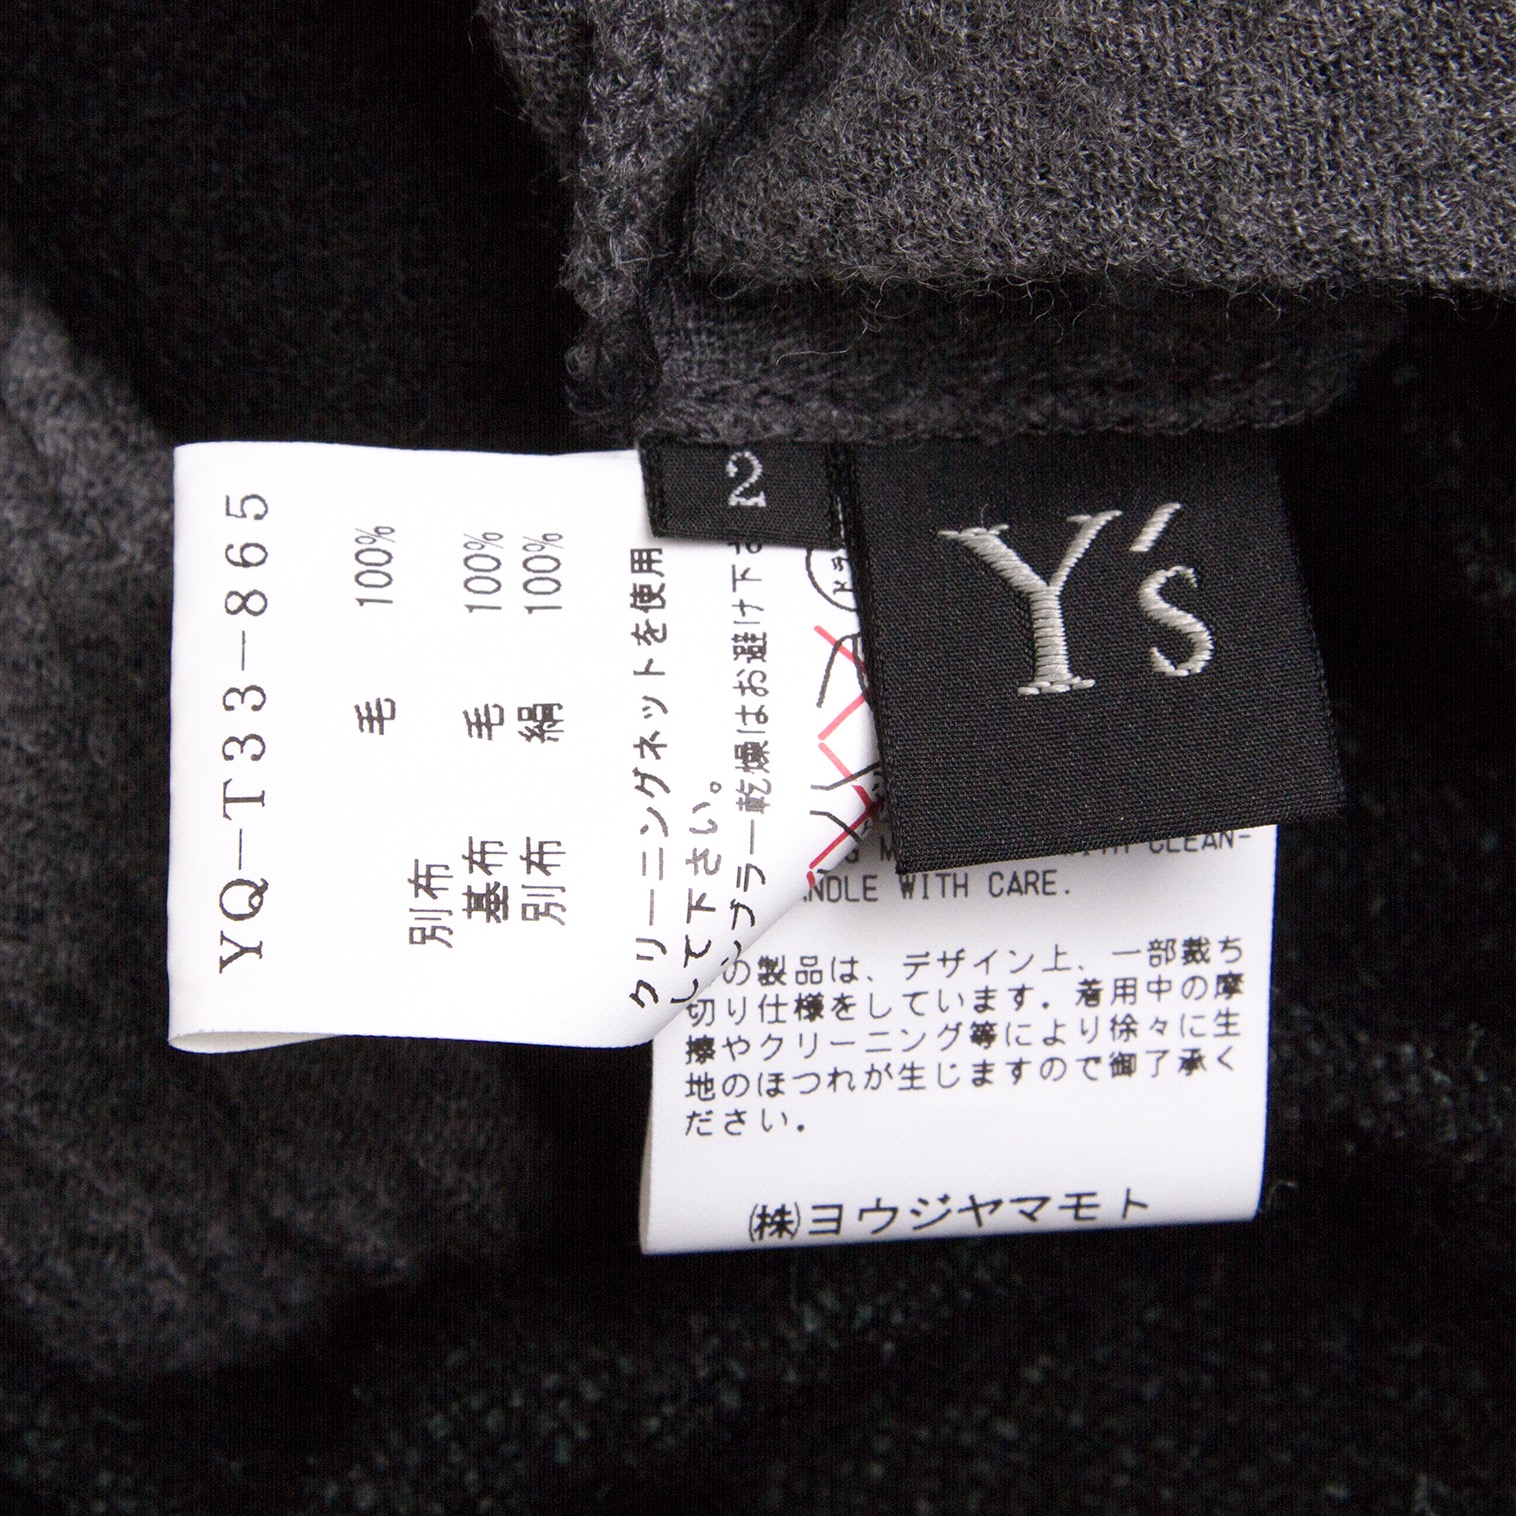 YQ-T33-865
毛 100%
別布
基布 毛 100%
別布 絹 100%
クリーニングネットを使用
して下さい。
ンブラー乾燥はお避け下さ
2
Y's
WITH CLEAN-
NDLE WITH CARE.
の製品は、デザイン上、一部裁ち
切り仕様をしています. 着用中の摩
擦やクリーニング等により徐々に生
地のほつれが生じますので御了承く
ださい.
㈱ヨウジヤマモト